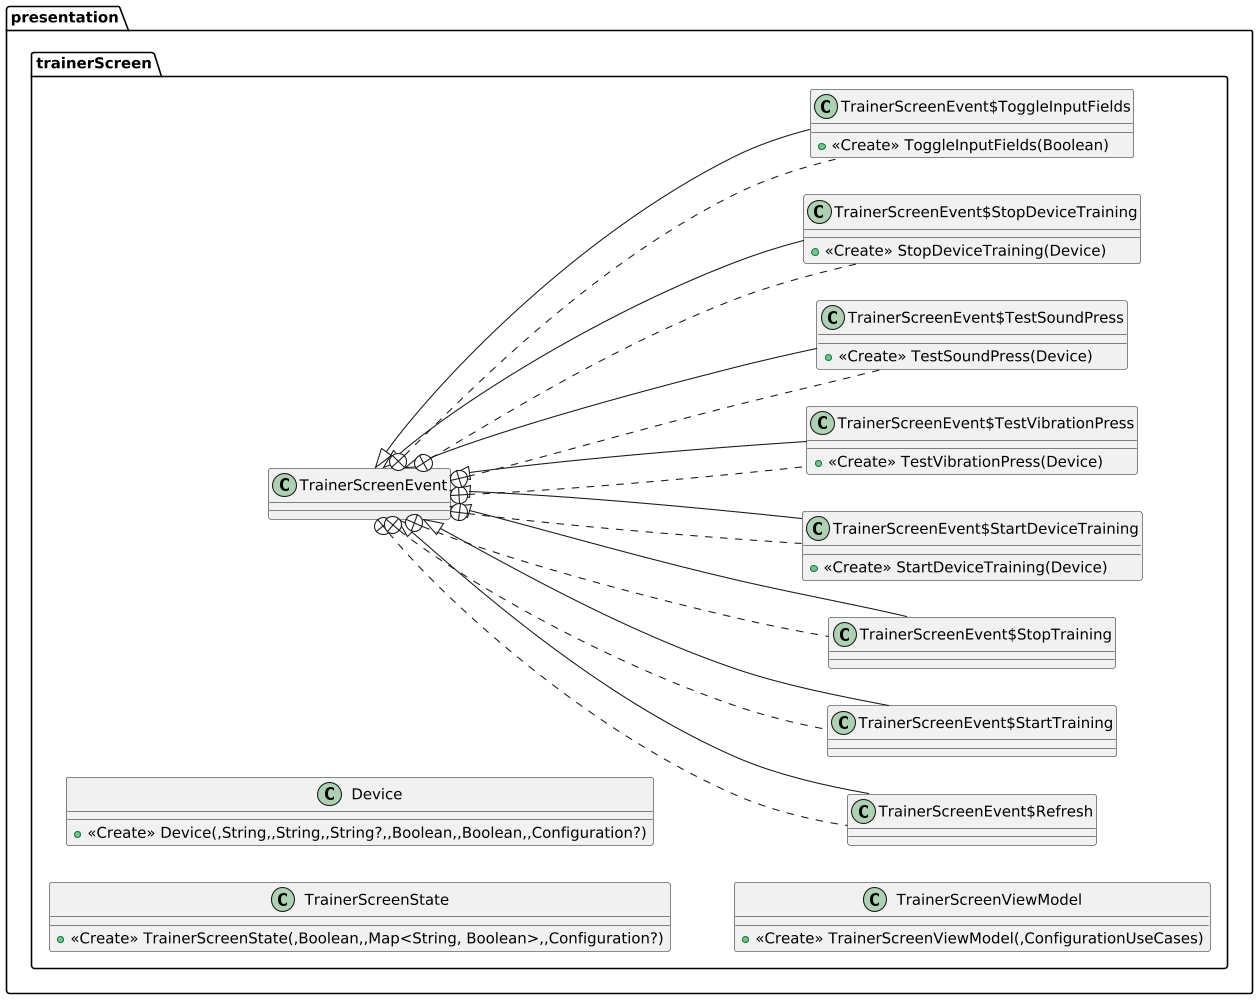 presentation
trainerScreen
C TrainerScreenEvent$ToggleInputFields
«Create» ToggleInputFields(Boolean)
C TrainerScreenEvent$StopDeviceTraining
«Create» StopDeviceTraining(Device)
C TrainerScreenEvent$TestSoundPress
«Create» TestSoundPress(Device)
C TrainerScreenEvent$TestVibrationPress
«Create» TestVibrationPress(Device)
C TrainerScreenEvent
C TrainerScreenEvent$StartDeviceTraining
«Create» StartDeviceTraining(Device)
C TrainerScreenEvent$StopTraining
C TrainerScreenEvent$StartTraining
C TrainerScreenEvent$Refresh
C Device
«Create» Device(,String,,String,,String?,,Boolean,,Boolean,,Configuration?)
C TrainerScreenState
«Create» TrainerScreenState(,Boolean,,Map<String, Boolean>,,Configuration?)
C TrainerScreenViewModel
«Create» TrainerScreenViewModel(,ConfigurationUseCases)